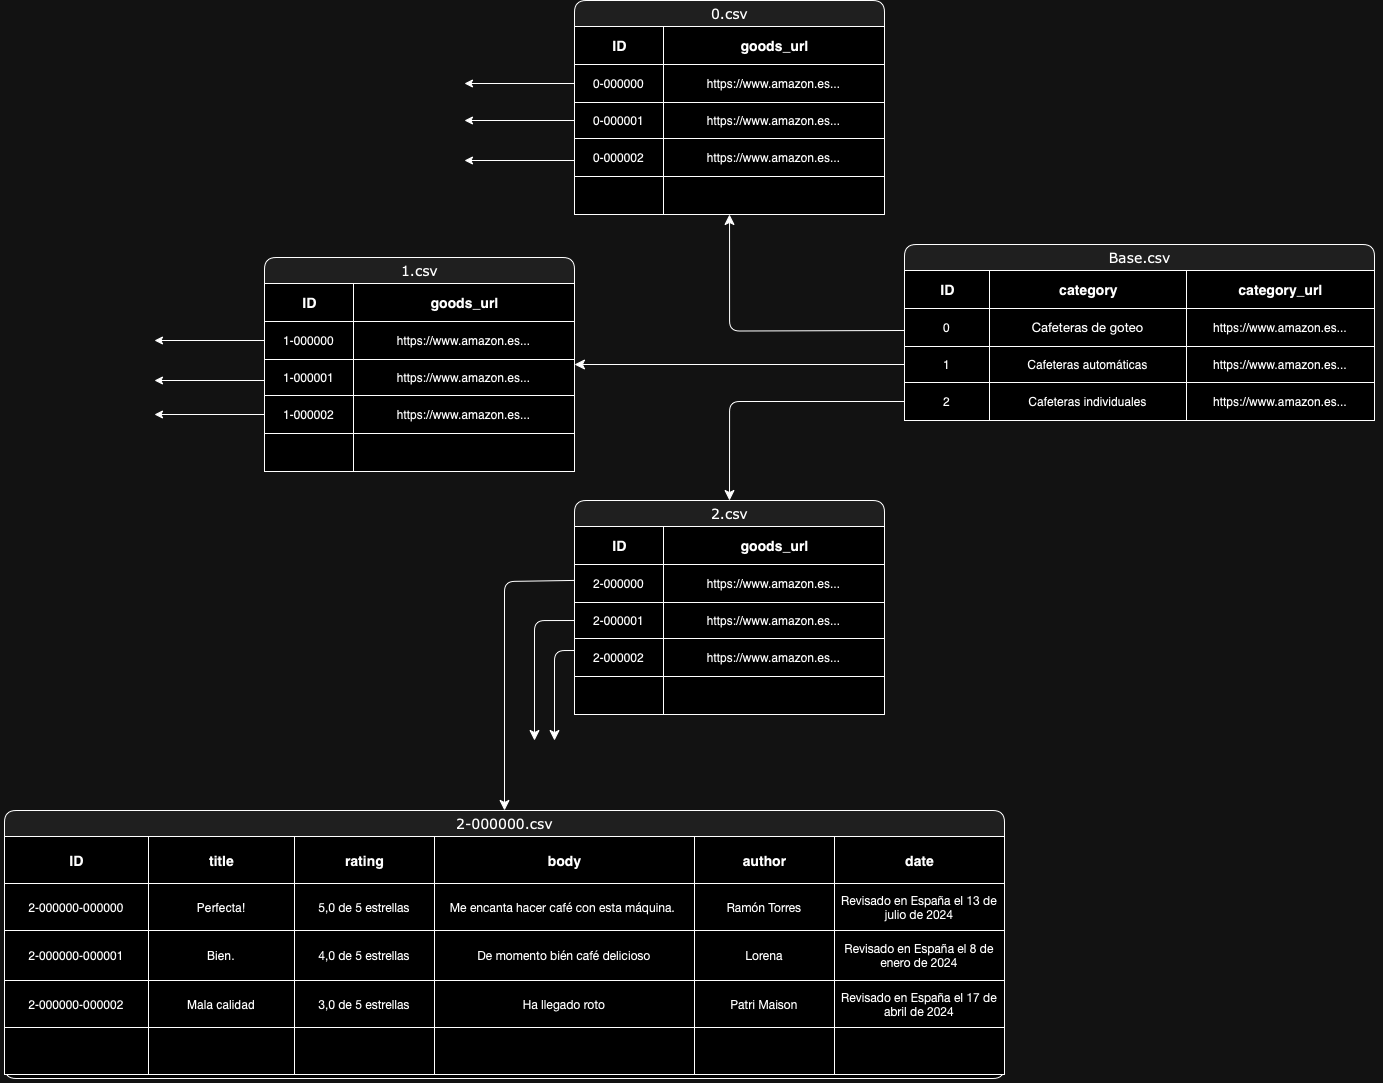 0.csv
ID goods_url
0-000000 https://www.amazon.es...
0-000001 https://www.amazon.es...
0-000002 https://www.amazon.es...
Base.csv
ID category category_url
0 Cafeteras de goteo https://www.amazon.es...
1 Cafeteras automáticas https://www.amazon.es...
2 Cafeteras individuales https://www.amazon.es...
1.csv
ID goods_url
1-000000 https://www.amazon.es...
1-000001 https://www.amazon.es...
1-000002 https://www.amazon.es...
2.csv
ID goods_url
2-000000 https://www.amazon.es...
2-000001 https://www.amazon.es...
2-000002 https://www.amazon.es...
2-000000.csv
ID title rating body author date
2-000000-000000 Perfecta! 5,0 de 5 estrellas Me encanta hacer café con esta máquina. Ramón Torres Revisado en España el 13 de
julio de 2024
2-000000-000001 Bien. 4,0 de 5 estrellas De momento bién café delicioso Lorena Revisado en España el 8 de
enero de 2024
2-000000-000002 Mala calidad 3,0 de 5 estrellas Ha llegado roto Patri Maison Revisado en España el 17 de
abril de 2024